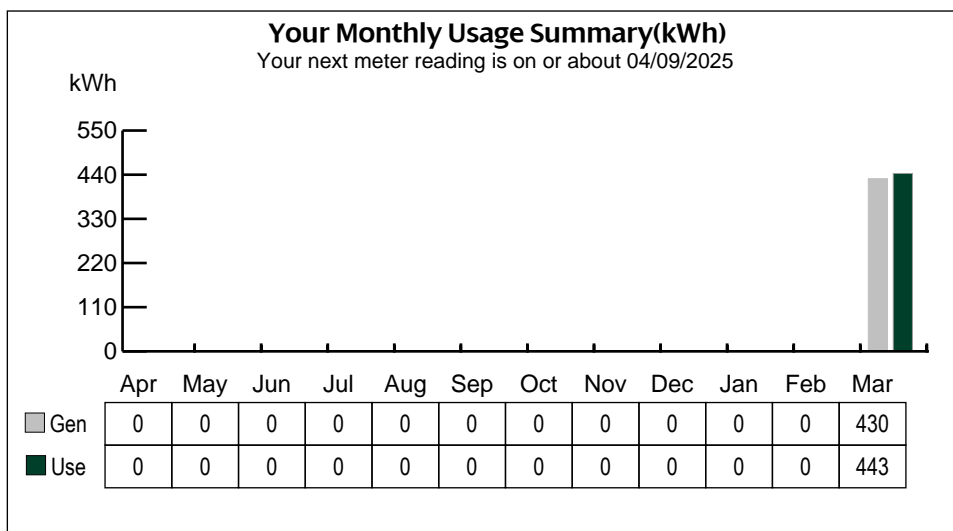 Your Monthly Usage Summary(kWh)
Your next meter reading is on or about 04/09/2025
kWh
550
440
330
220
110
0
Apr May Jun Jul Aug Sep Oct Nov Dec Jan Feb Mar
Gen 0 0 0 0 0 0 0 0 0 0 0 430
Use 0 0 0 0 0 0 0 0 0 0 0 443